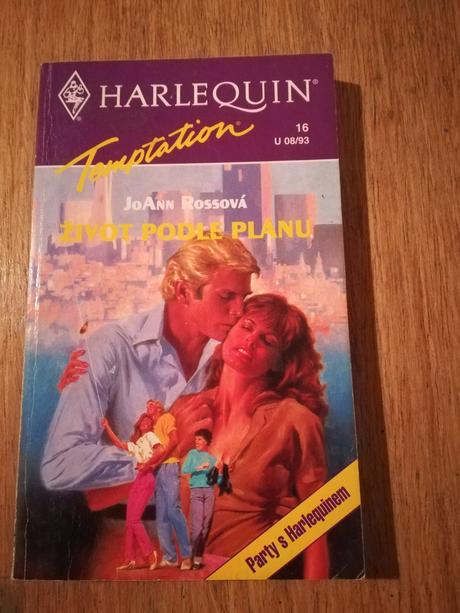 HARLEQUIN®
Temptation®
16
U 08/93
JoAnn Rossová
ŽIVOT PODLE PLÁNU
Party s Harlequinem